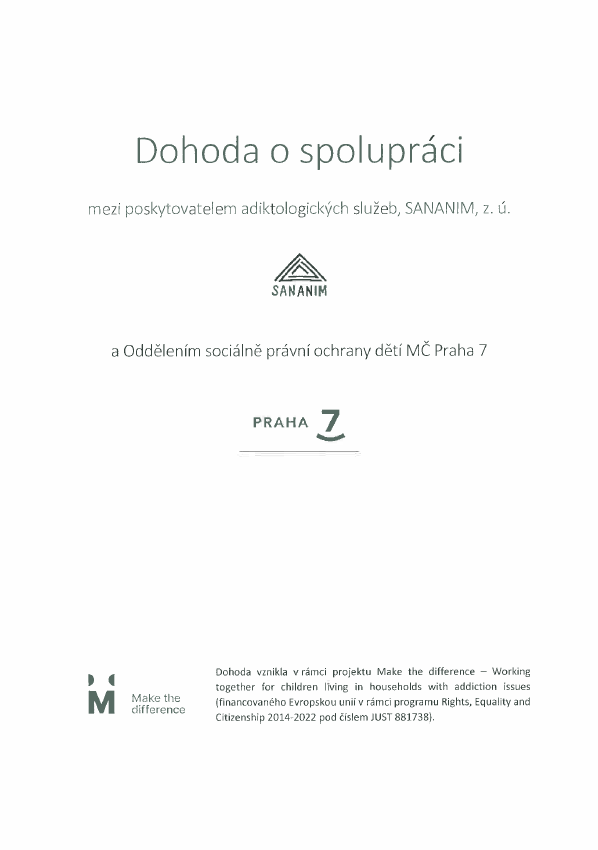 Dohoda o spolupráci
mezi poskytovatelem adiktologických služeb, SANANIM, z. ú.
SANANIM
a Oddělením sociálně právní ochrany dětí MČ Praha 7
PRAHA 7
Dohoda vznikla v rámci projektu Make the difference – Working
together for children living in households with addiction issues
(financovaného Evropskou unií v rámci programu Rights, Equality and
Citizenship 2014-2022 pod číslem JUST 881738).
M Make the
difference